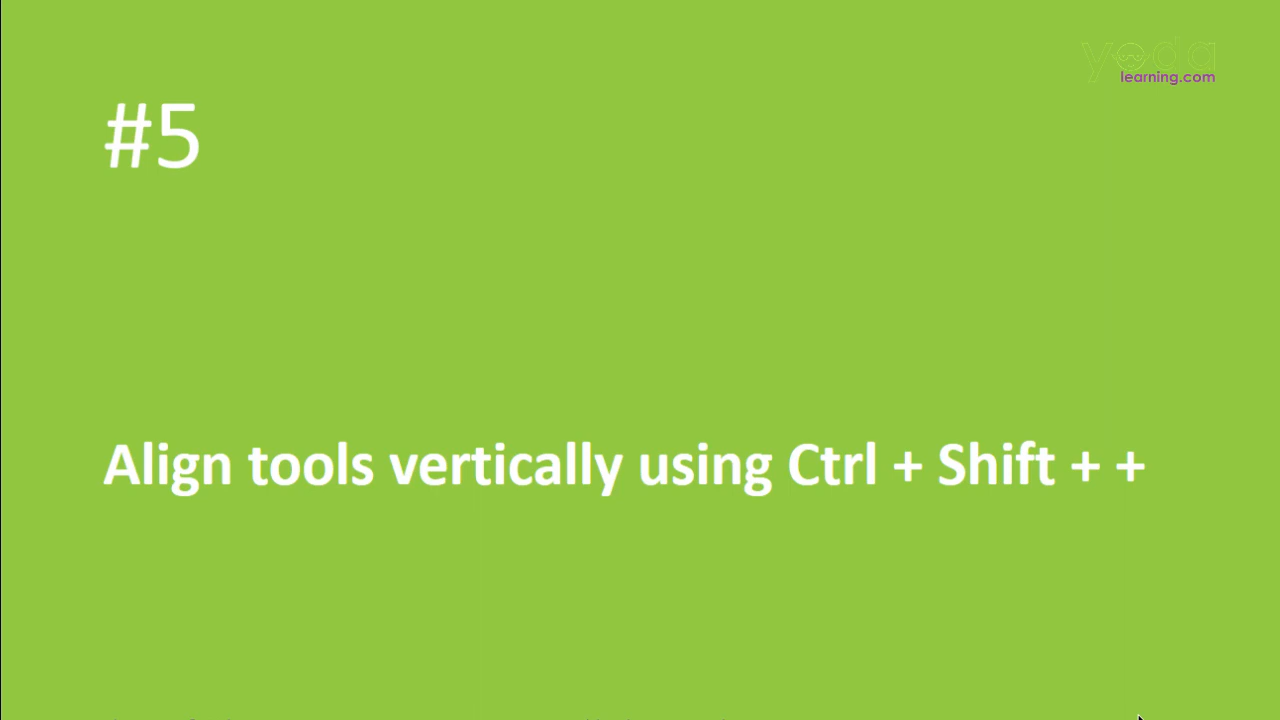 yoda
learning.com
#5
Align tools vertically using Ctrl + Shift + +